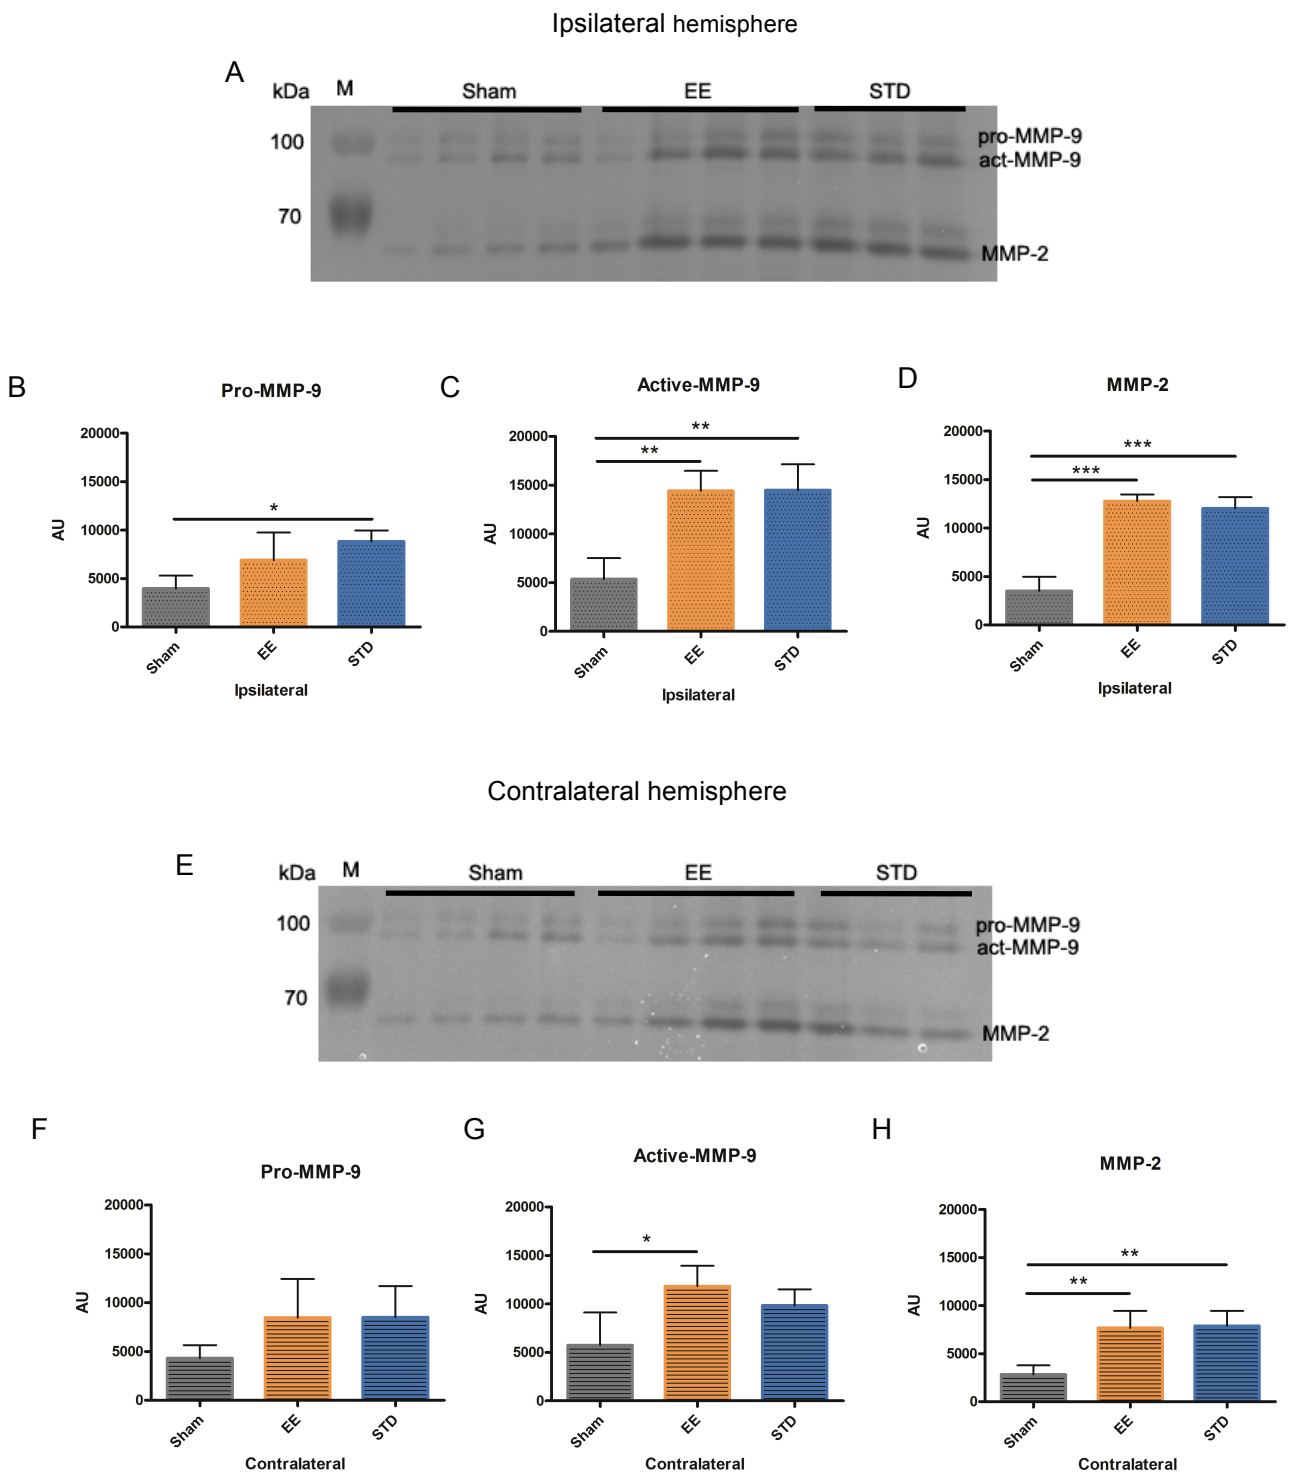 Ipsilateral hemisphere
A
kDa M Sham EE STD
100
pro-MMP-9
act-MMP-9
70
MMP-2
B
Pro-MMP-9
20000
15000
10000
5000
0
AU
*
Sham
EE
STD
Ipsilateral
C
Active-MMP-9
20000
15000
10000
5000
0
AU
**
**
Sham
EE
STD
Ipsilateral
D
MMP-2
20000
15000
10000
5000
0
AU
***
***
Sham
EE
STD
Ipsilateral
Contralateral hemisphere
E
kDa M Sham EE STD
100
pro-MMP-9
act-MMP-9
70
MMP-2
F
Pro-MMP-9
20000
15000
10000
5000
0
AU
Sham
EE
STD
Contralateral
G
Active-MMP-9
20000
15000
10000
5000
0
AU
*
Sham
EE
STD
Contralateral
H
MMP-2
20000
15000
10000
5000
0
AU
**
**
Sham
EE
STD
Contralateral